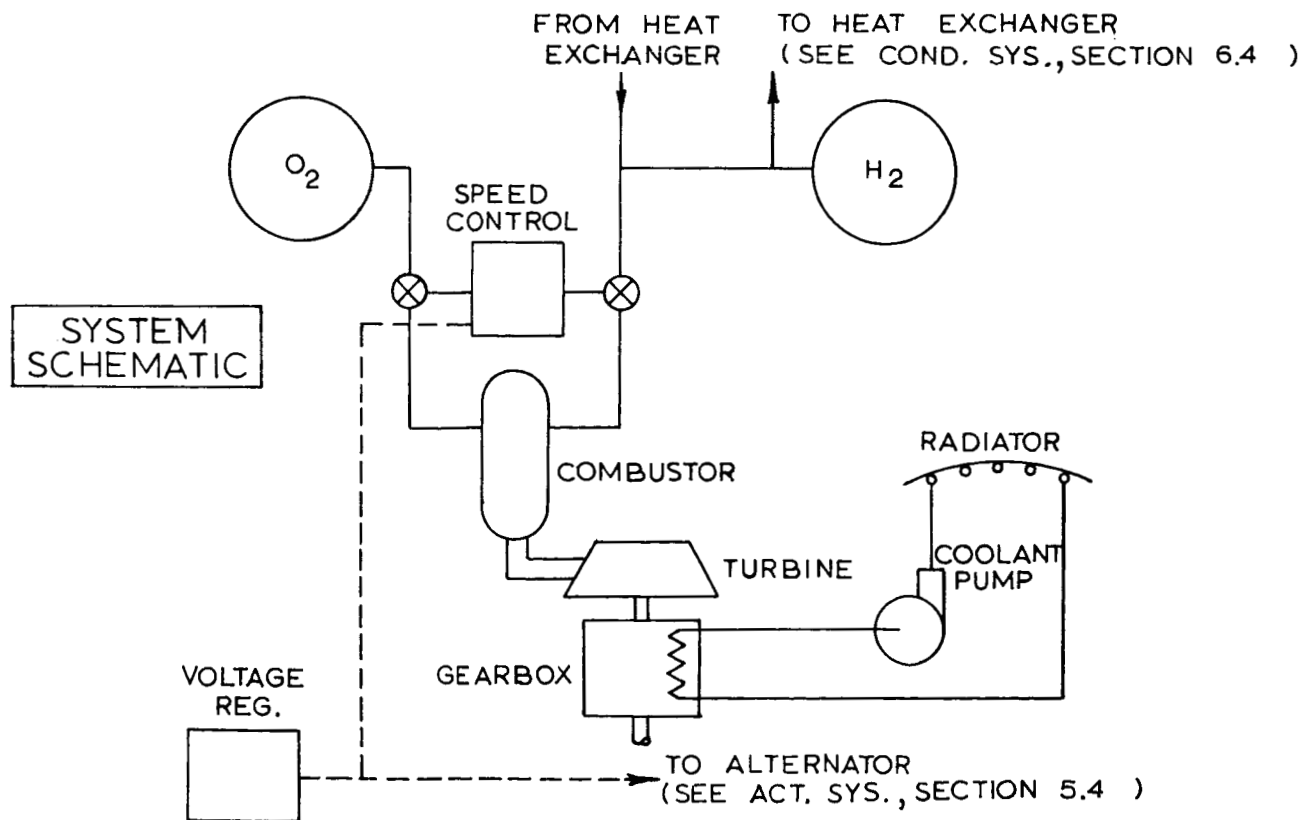 FROM HEAT
EXCHANGER
TO HEAT EXCHANGER
(SEE COND. SYS., SECTION 6.4 )
O2
H2
SPEED
CONTROL
SYSTEM
SCHEMATIC
COMBUSTOR
RADIATOR
TURBINE
COOLANT
PUMP
GEARBOX
VOLTAGE
REG.
TO ALTERNATOR
(SEE ACT. SYS., SECTION 5.4 )